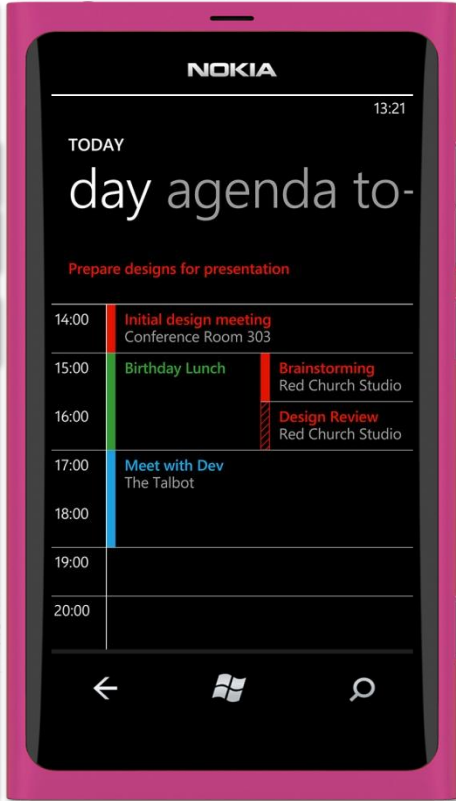 NOKIA
13:21
TODAY
day agenda to-
Prepare designs for presentation
14:00
Initial design meeting
Conference Room 303
15:00
Birthday Lunch
Brainstorming
Red Church Studio
16:00
Design Review
Red Church Studio
17:00
Meet with Dev
The Talbot
18:00
19:00
20:00